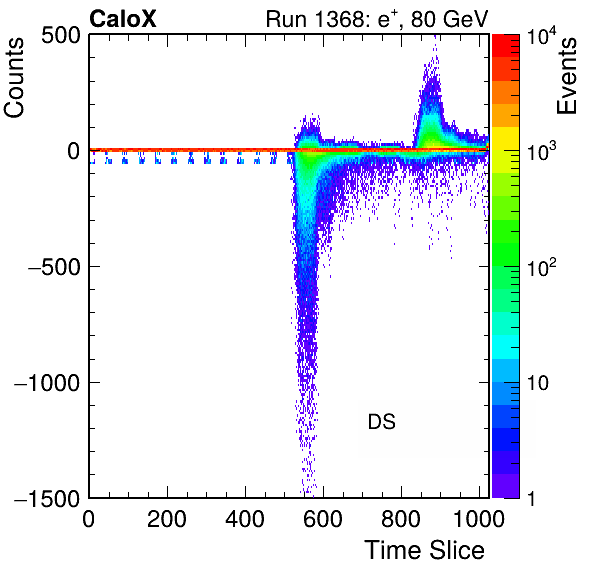 CaloX Run 1368: e⁺, 80 GeV
Counts
Events
500
0
−500
−1000
−1500
0 200 400 600 800 1000
Time Slice
DS
10⁴
10³
10²
10
1